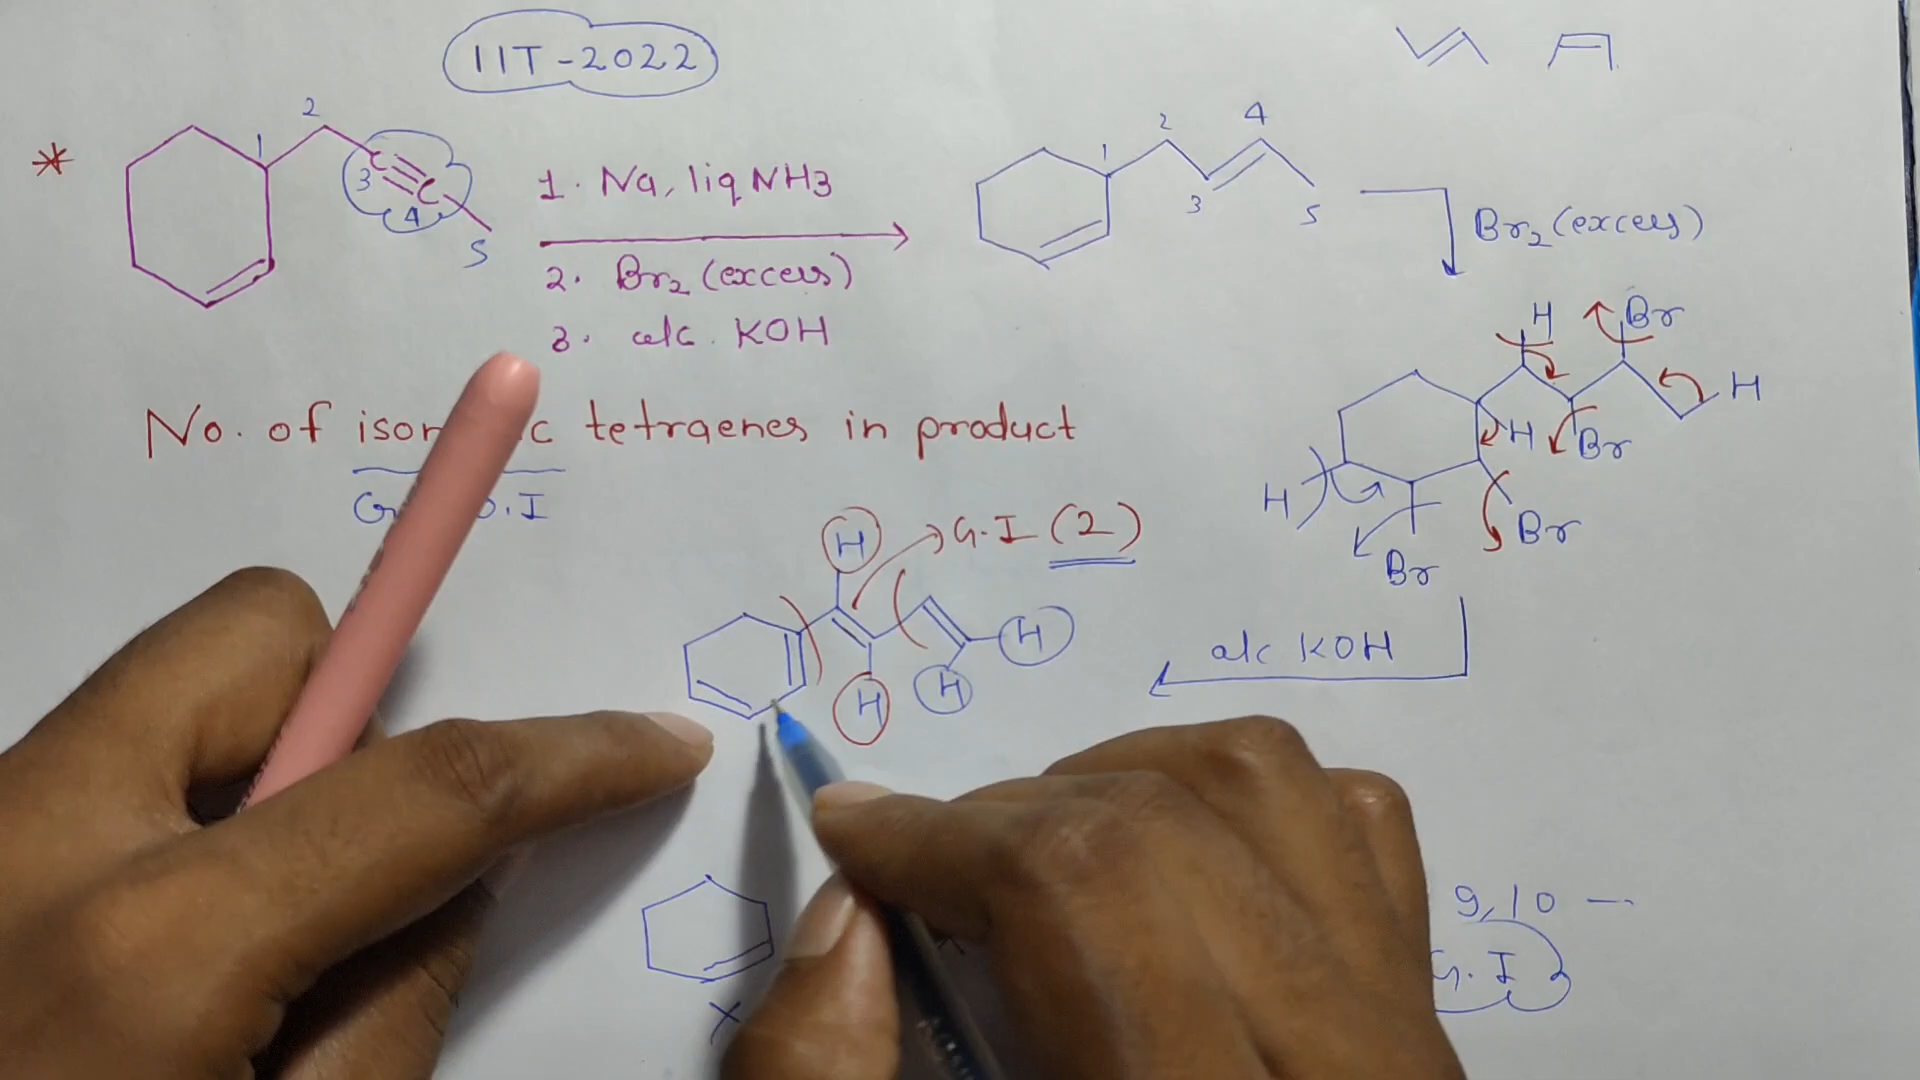 IIT-2022
*
1 2 3 C C 4 5
1. Na, liq NH3
2. Br2 (excess)
3. alc. KOH
1 2 3 4 5
Br2 (excess)
H Br
H
H Br
H
Br
Br
No. of tetraenes in product
.I
H → G.I (2)
H
H H
alc KOH
9,10 —
G.I
X